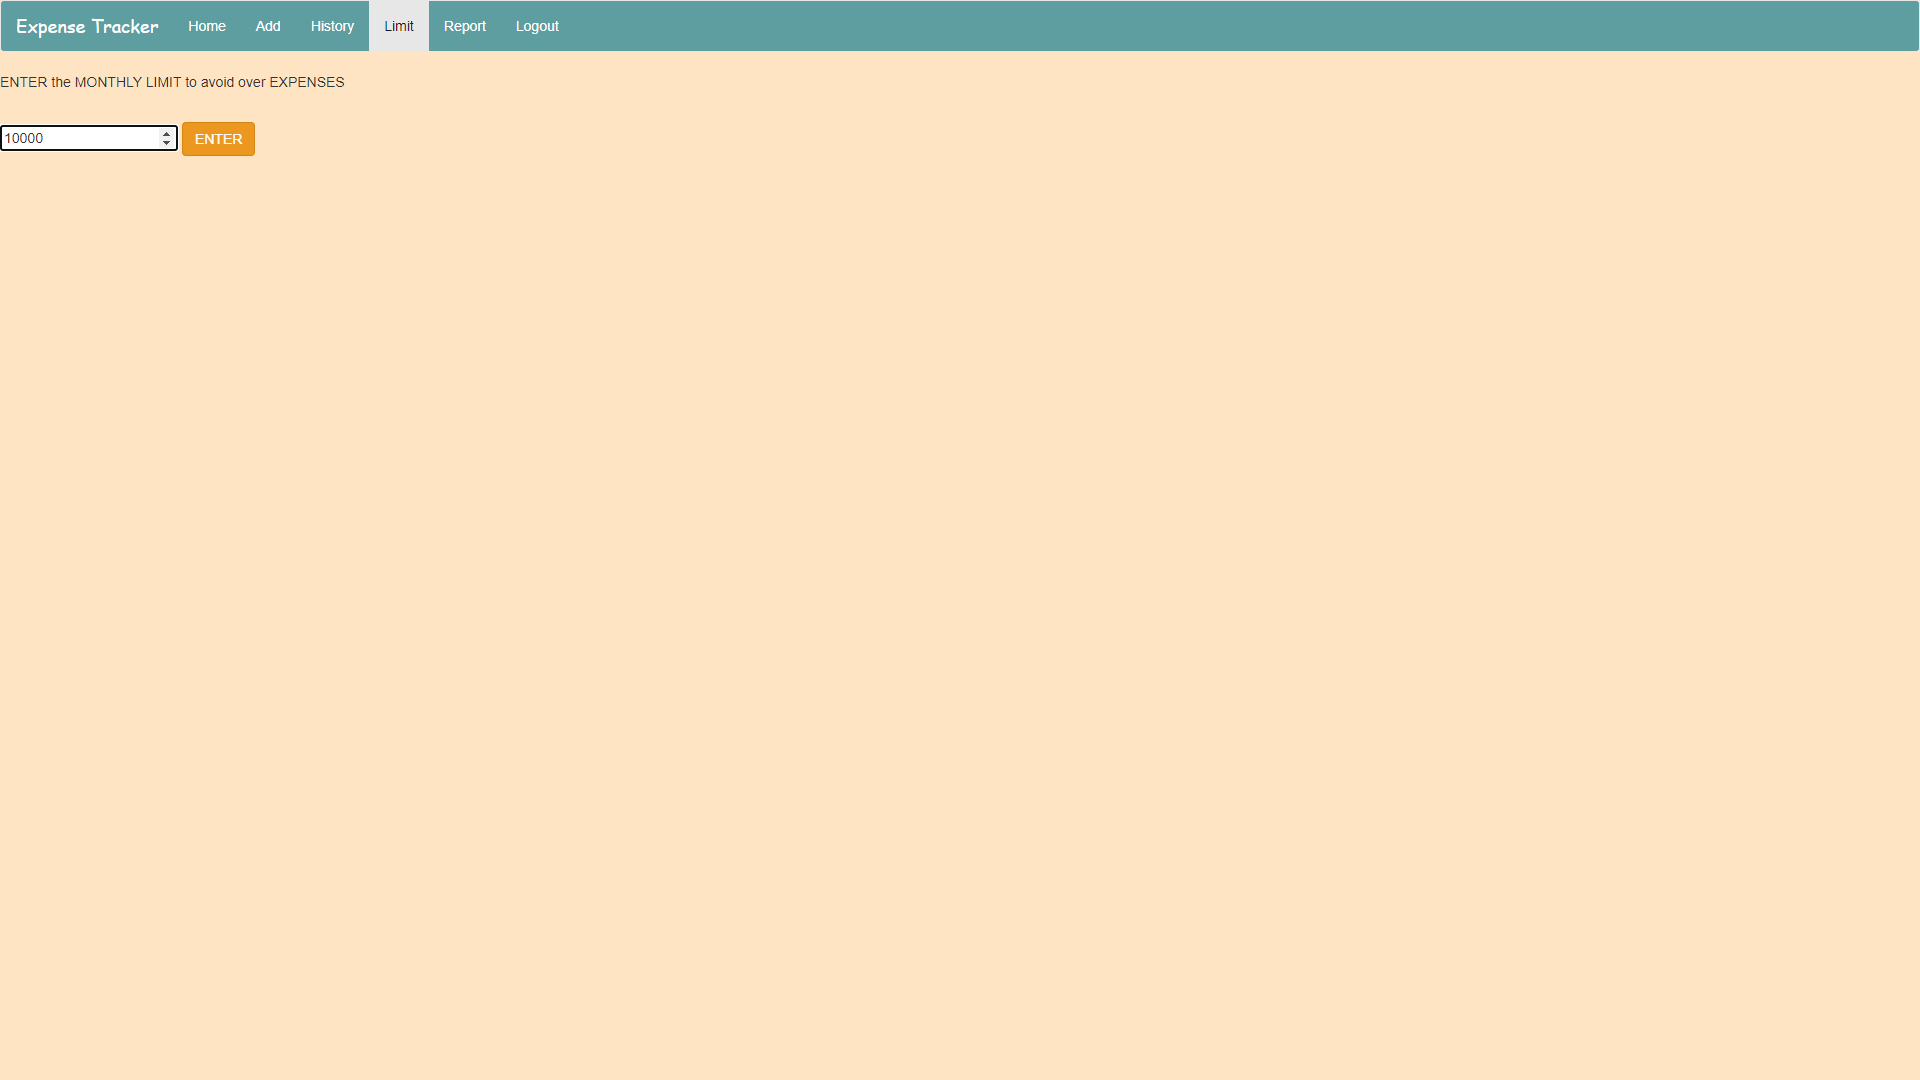 Expense Tracker Home Add History Limit Report Logout
ENTER the MONTHLY LIMIT to avoid over EXPENSES
10000 ENTER